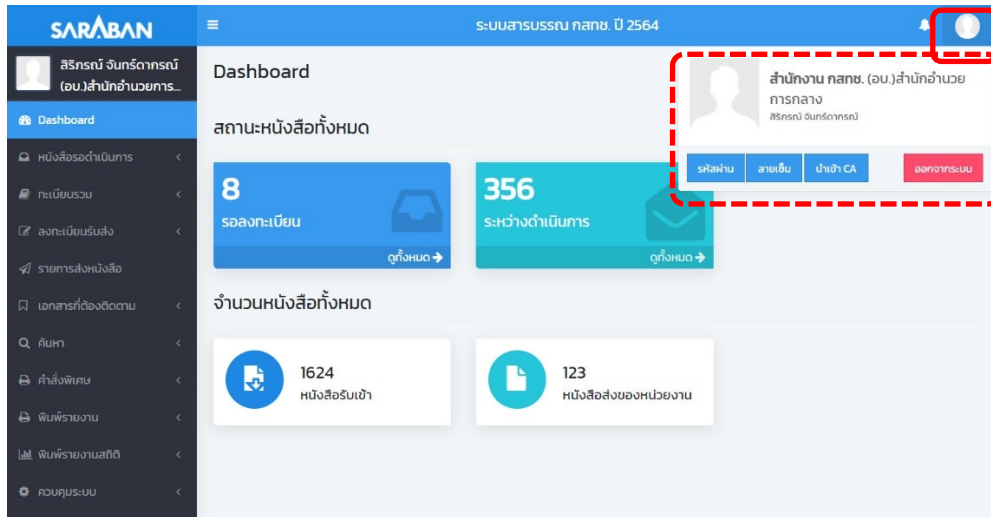 SARABAN
ระบบสารบรรณ กสทช. ปี 2564
สิริภรณ์ จันทร์ดาภรณ์
(อบ.)สำนักอำนวยการ...
Dashboard
หนังสือรอดำเนินการ
ทะเบียนรวม
ลงทะเบียนรับส่ง
รายการส่งหนังสือ
เอกสารที่ต้องติดตาม
ค้นหา
คำสั่งพิเศษ
พิมพ์รายงาน
พิมพ์รายงานสถิติ
ควบคุมระบบ
Dashboard
สถานะหนังสือทั้งหมด
8
รอลงทะเบียน
ดูทั้งหมด
356
ระหว่างดำเนินการ
ดูทั้งหมด
จำนวนหนังสือทั้งหมด
1624
หนังสือรับเข้า
123
หนังสือส่งของหน่วยงาน
สำนักงาน กสทช. (อบ.)สำนักอำนวย
การกลาง
สิริภรณ์ จันทร์ดาภรณ์
รหัสผ่าน ลายเซ็น นำเข้า CA ออกจากระบบ